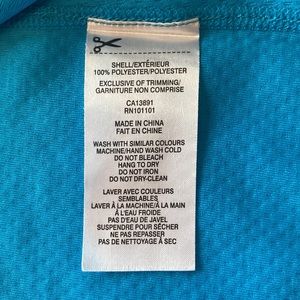 SHELL/EXTÉRIEUR
100% POLYESTER/POLYESTER
EXCLUSIVE OF TRIMMING/
GARNITURE NON COMPRISE
CA13891
RN101101
MADE IN CHINA
FAIT EN CHINE
WASH WITH SIMILAR COLOURS
MACHINE/HAND WASH COLD
DO NOT BLEACH
HANG TO DRY
DO NOT IRON
DO NOT DRY-CLEAN
LAVER AVEC COULEURS
SEMBLABLES
LAVER À LA MACHINE/À LA MAIN
À L'EAU FROIDE
PAS D'EAU DE JAVEL
SUSPENDRE POUR SÉCHER
NE PAS REPASSER
PAS DE NETTOYAGE À SEC